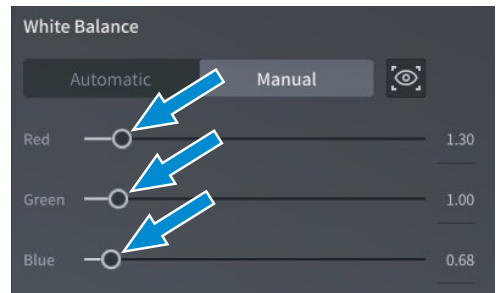 White Balance
Automatic Manual
Red 1.30
Green 1.00
Blue 0.68